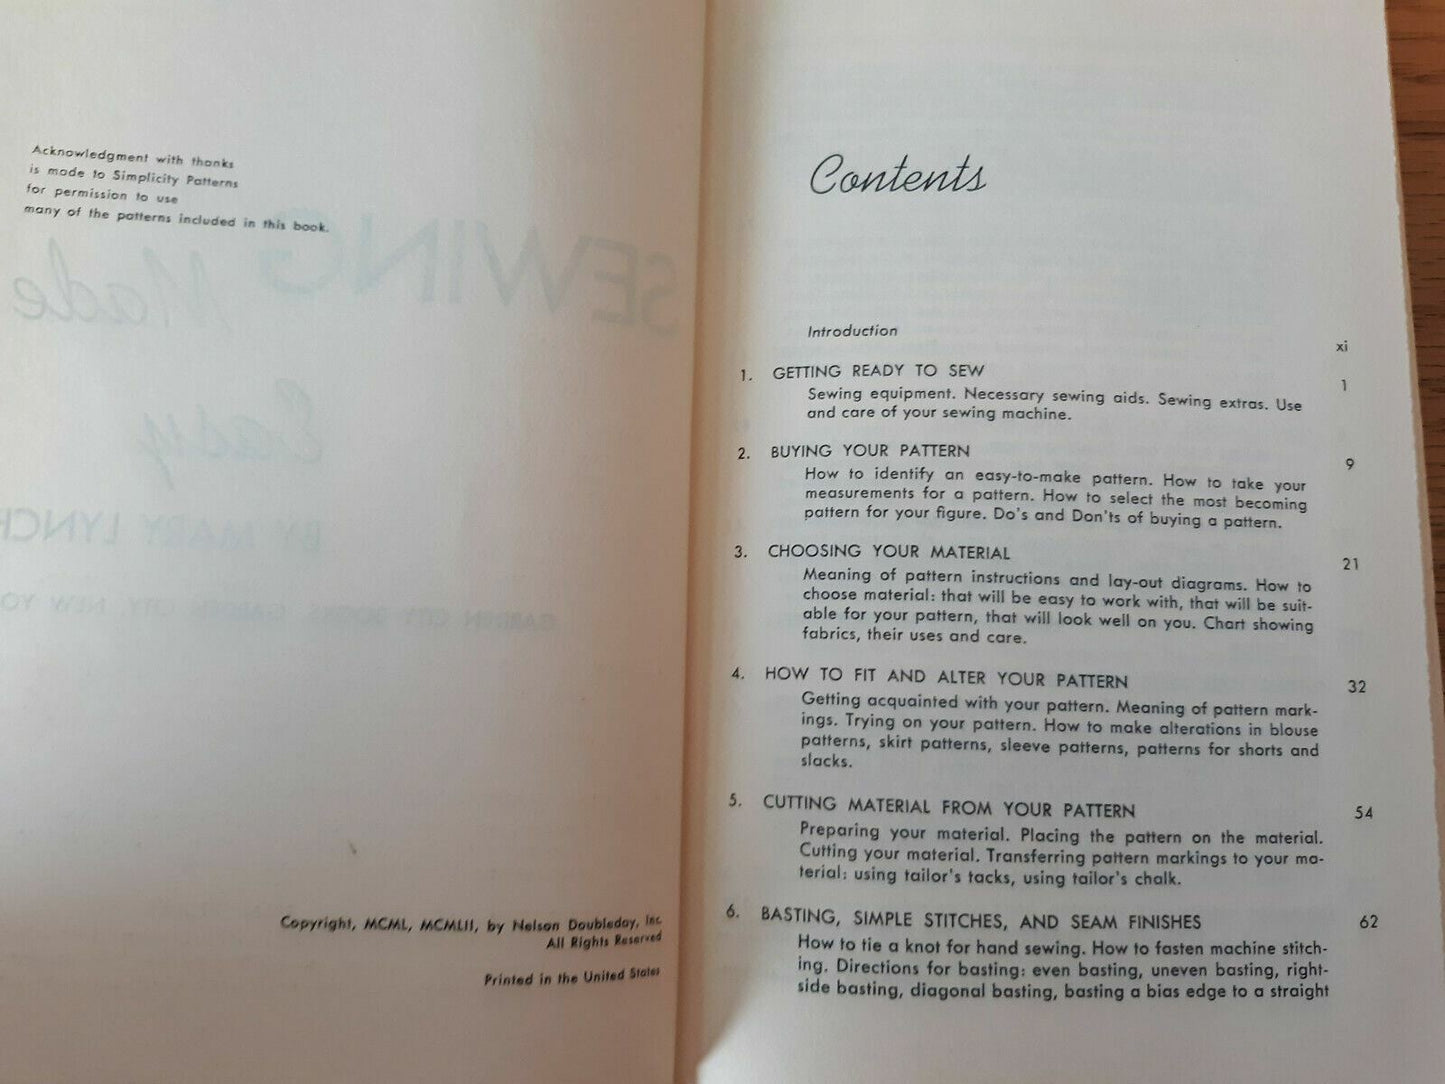 Acknowledgment with thanks
is made to Simplicity Patterns
for permission to use
many of the patterns included in this book.
SEWING
Made
Easy
BY MARY LYNCH
GARDEN CITY BOOKS, GARDEN CITY, NEW YO
Copyright, MCML, MCMLII, by Nelson Doubleday, Inc.
All Rights Reserved
Printed in the United States
Contents
Introduction xi
1. GETTING READY TO SEW 1
Sewing equipment. Necessary sewing aids. Sewing extras. Use
and care of your sewing machine.
2. BUYING YOUR PATTERN 9
How to identify an easy-to-make pattern. How to take your
measurements for a pattern. How to select the most becoming
pattern for your figure. Do's and Don'ts of buying a pattern.
3. CHOOSING YOUR MATERIAL 21
Meaning of pattern instructions and lay-out diagrams. How to
choose material: that will be easy to work with, that will be suit-
able for your pattern, that will look well on you. Chart showing
fabrics, their uses and care.
4. HOW TO FIT AND ALTER YOUR PATTERN 32
Getting acquainted with your pattern. Meaning of pattern mark-
ings. Trying on your pattern. How to make alterations in blouse
patterns, skirt patterns, sleeve patterns, patterns for shorts and
slacks.
5. CUTTING MATERIAL FROM YOUR PATTERN 54
Preparing your material. Placing the pattern on the material.
Cutting your material. Transferring pattern markings to your ma-
terial: using tailor's tacks, using tailor's chalk.
6. BASTING, SIMPLE STITCHES, AND SEAM FINISHES 62
How to tie a knot for hand sewing. How to fasten machine stitch-
ing. Directions for basting: even basting, uneven basting, right-
side basting, diagonal basting, basting a bias edge to a straight